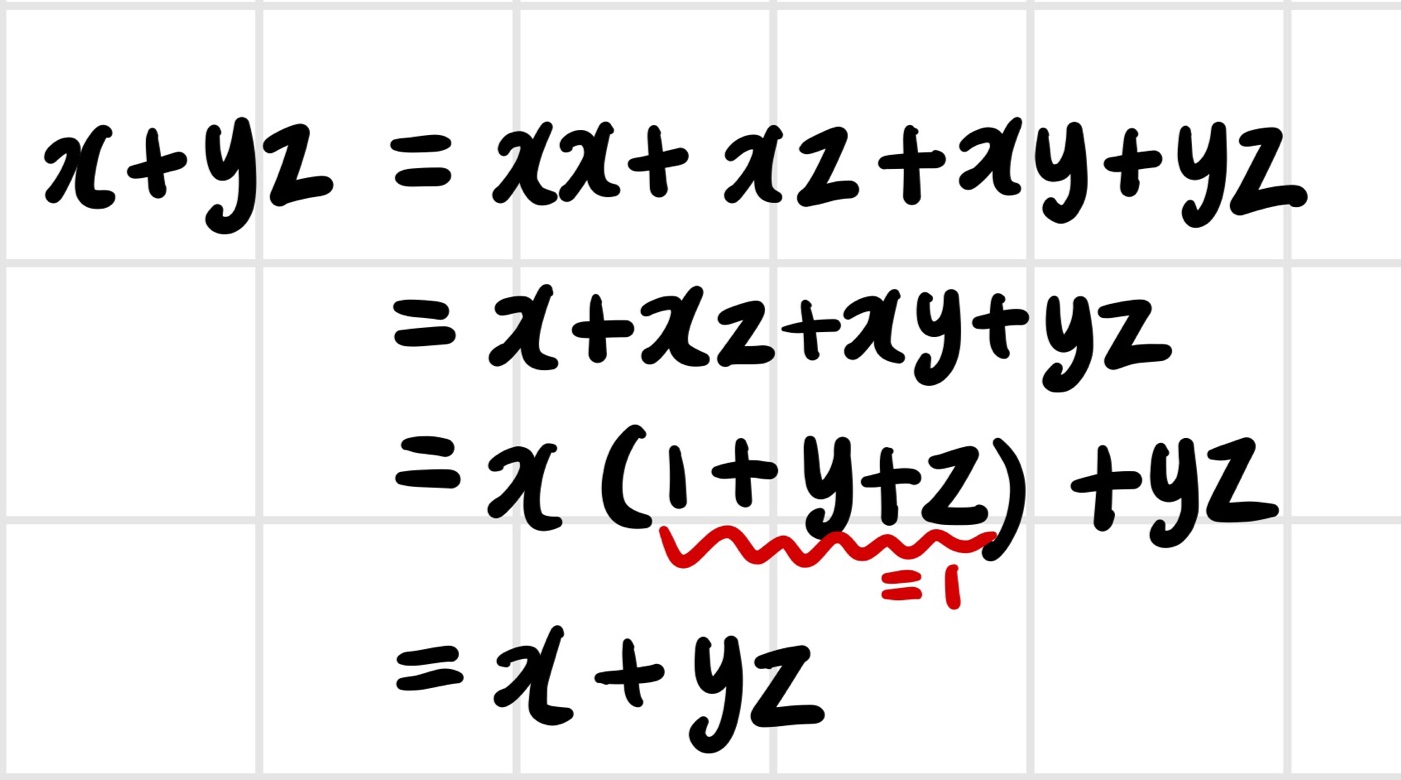 x+yz = xx+xz+xy+yz
= x+xz+xy+yz
= x(1+y+z)+yz
=1
= x+yz